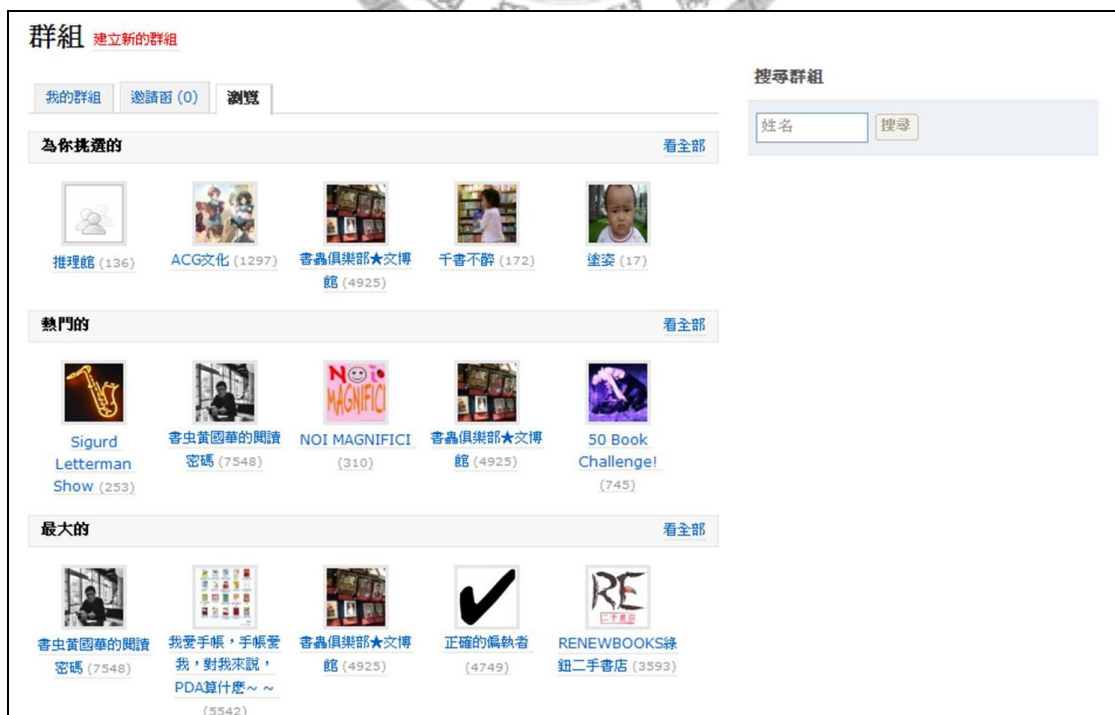 群組 建立新的群組
搜尋群組
我的群組 邀請函 (0) 瀏覽
姓名 搜尋
為你挑選的 看全部
推理館 (136)
ACG文化 (1297)
書蟲俱樂部★文博
館 (4925)
千書不醉 (172)
塗姿 (17)
熱門的 看全部
Sigurd
Letterman
Show (253)
書虫黃國華的閱讀
密碼 (7548)
NOI MAGNIFICI
NOI MAGNIFICI
(310)
書蟲俱樂部★文博
館 (4925)
50 Book
Challenge!
(745)
最大的 看全部
書虫黃國華的閱讀
密碼 (7548)
我愛手帳，手帳愛
我，對我來說，
PDA算什麼~ ~
(5542)
書蟲俱樂部★文博
館 (4925)
正確的偏執者
(4749)
RE
二手書店
RENEWBOOKS綠
鈕二手書店 (3593)